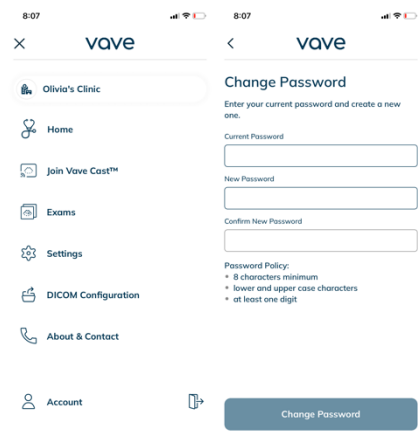 8:07
vave
Olivia's Clinic
Home
Join Vave Cast™
Exams
Settings
DICOM Configuration
About & Contact
Account
8:07
vave
Change Password
Enter your current password and create a new
one.
Current Password
New Password
Confirm New Password
Password Policy:
• 8 characters minimum
• lower and upper case characters
• at least one digit
Change Password